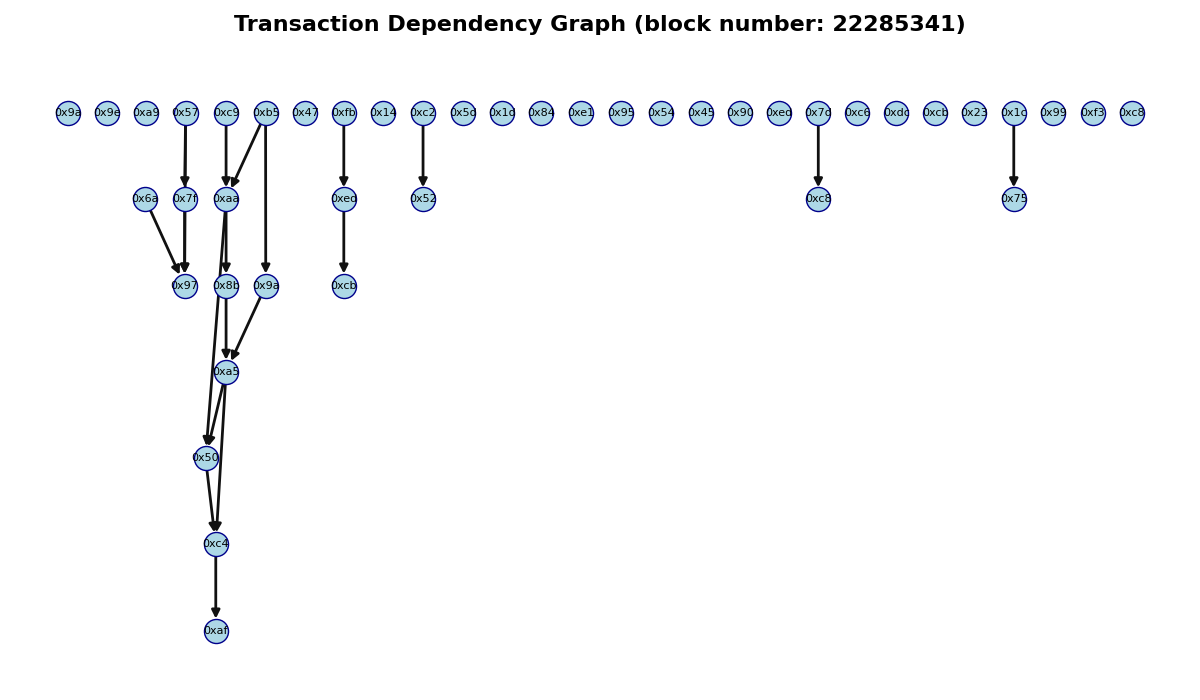 Transaction Dependency Graph (block number: 22285341)
0x9a 0x9e 0xa9 0x57 0xc9 0xb5 0x47 0xfb 0x14 0xc2 0x5d 0x1d 0x84 0xe1 0x95 0x54 0x45 0x90 0xed 0x7d 0xc6 0xdc 0xcb 0x23 0x1c 0x99 0xf3 0xc8
0x6a 0x7f 0xaa 0xed 0x52 0xc8 0x75
0x97 0x8b 0x9a 0xcb
0xa5
0x50
0xc4
0xaf